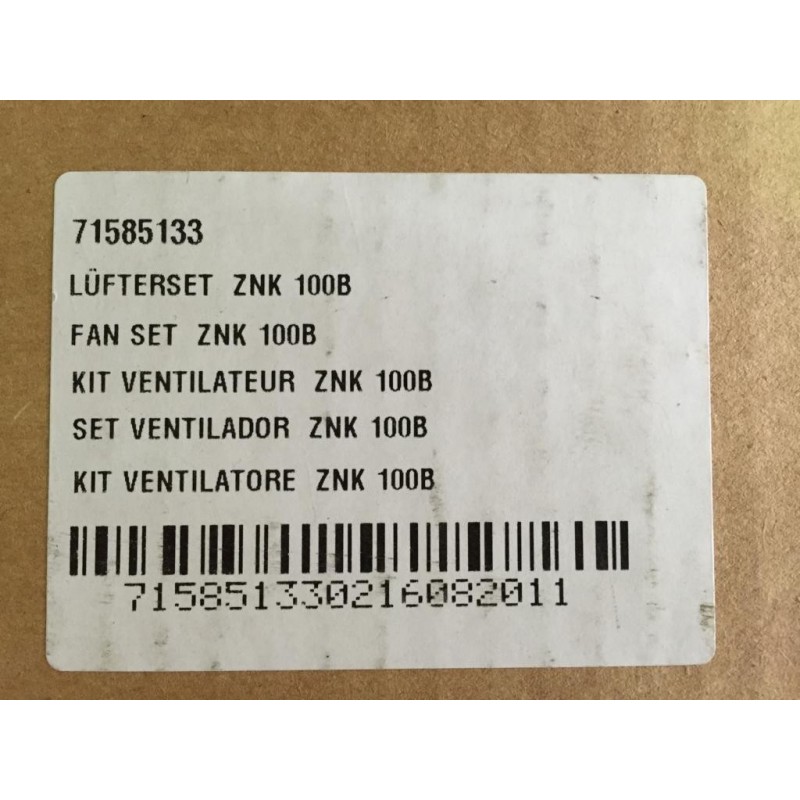 71585133
LÜFTERSET ZNK 100B
FAN SET ZNK 100B
KIT VENTILATEUR ZNK 100B
SET VENTILADOR ZNK 100B
KIT VENTILATORE ZNK 100B
715851330216082011